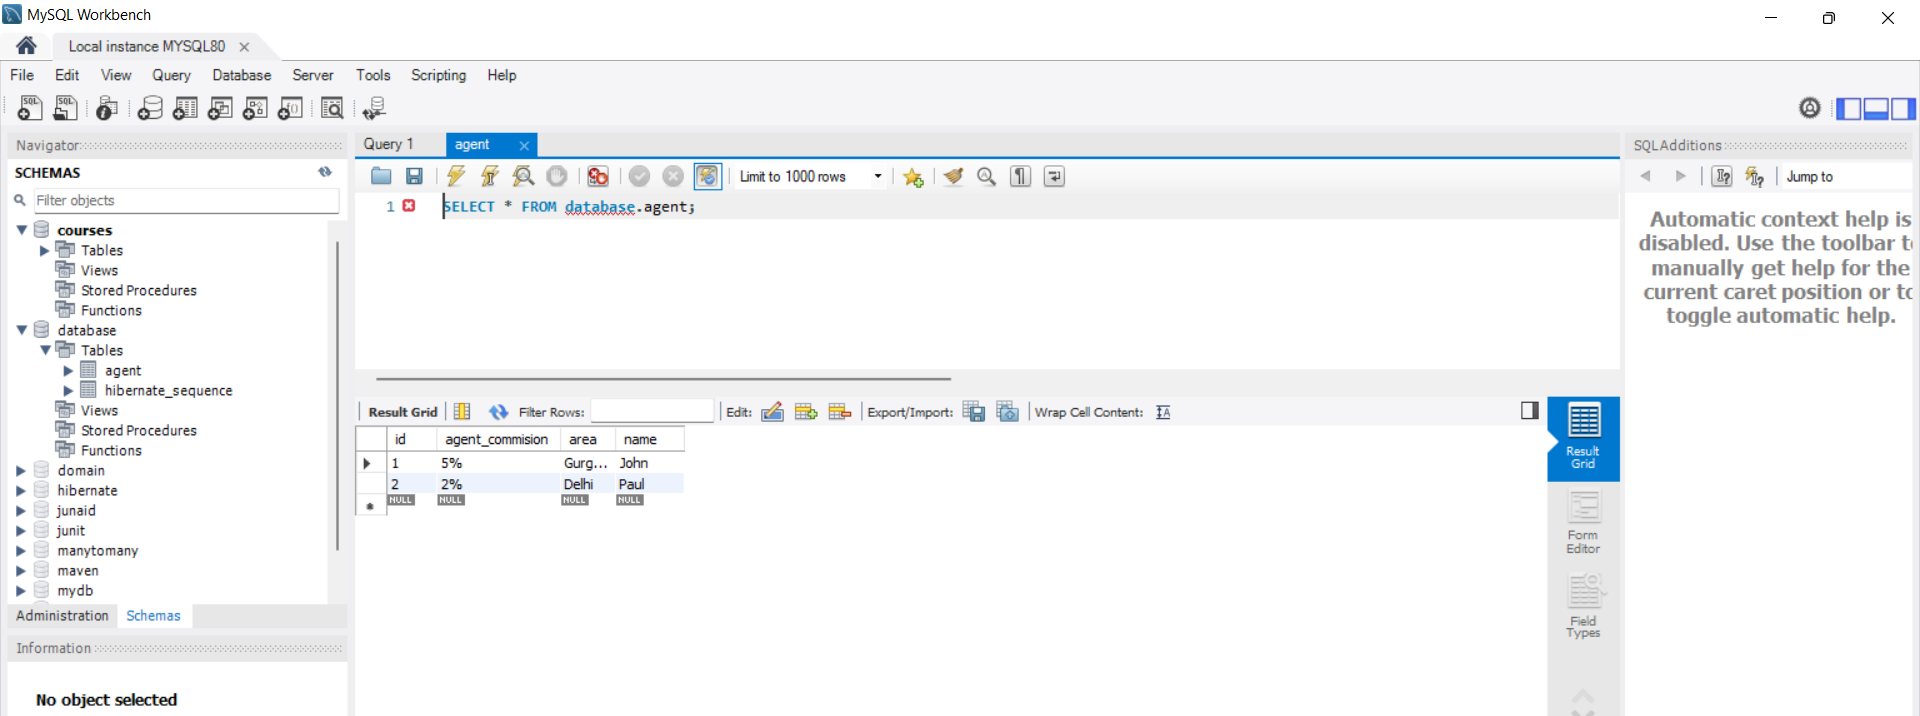 MySQL Workbench
Local instance MYSQL80
File Edit View Query Database Server Tools Scripting Help
Navigator
SCHEMAS
Filter objects
courses
Tables
Views
Stored Procedures
Functions
database
Tables
agent
hibernate_sequence
Views
Stored Procedures
Functions
domain
hibernate
junaid
junit
manytomany
maven
mydb
Administration Schemas
Information
No object selected
Query 1 agent
Limit to 1000 rows
1 SELECT * FROM database.agent;
Result Grid Filter Rows: Edit: Export/Import: Wrap Cell Content:
id agent_commision area name
1 5% Gurg... John
2 2% Delhi Paul
NULL NULL NULL NULL
Result
Grid
Form
Editor
Field
Types
SQLAdditions
Jump to
Automatic context help is
disabled. Use the toolbar t
manually get help for the
current caret position or to
toggle automatic help.